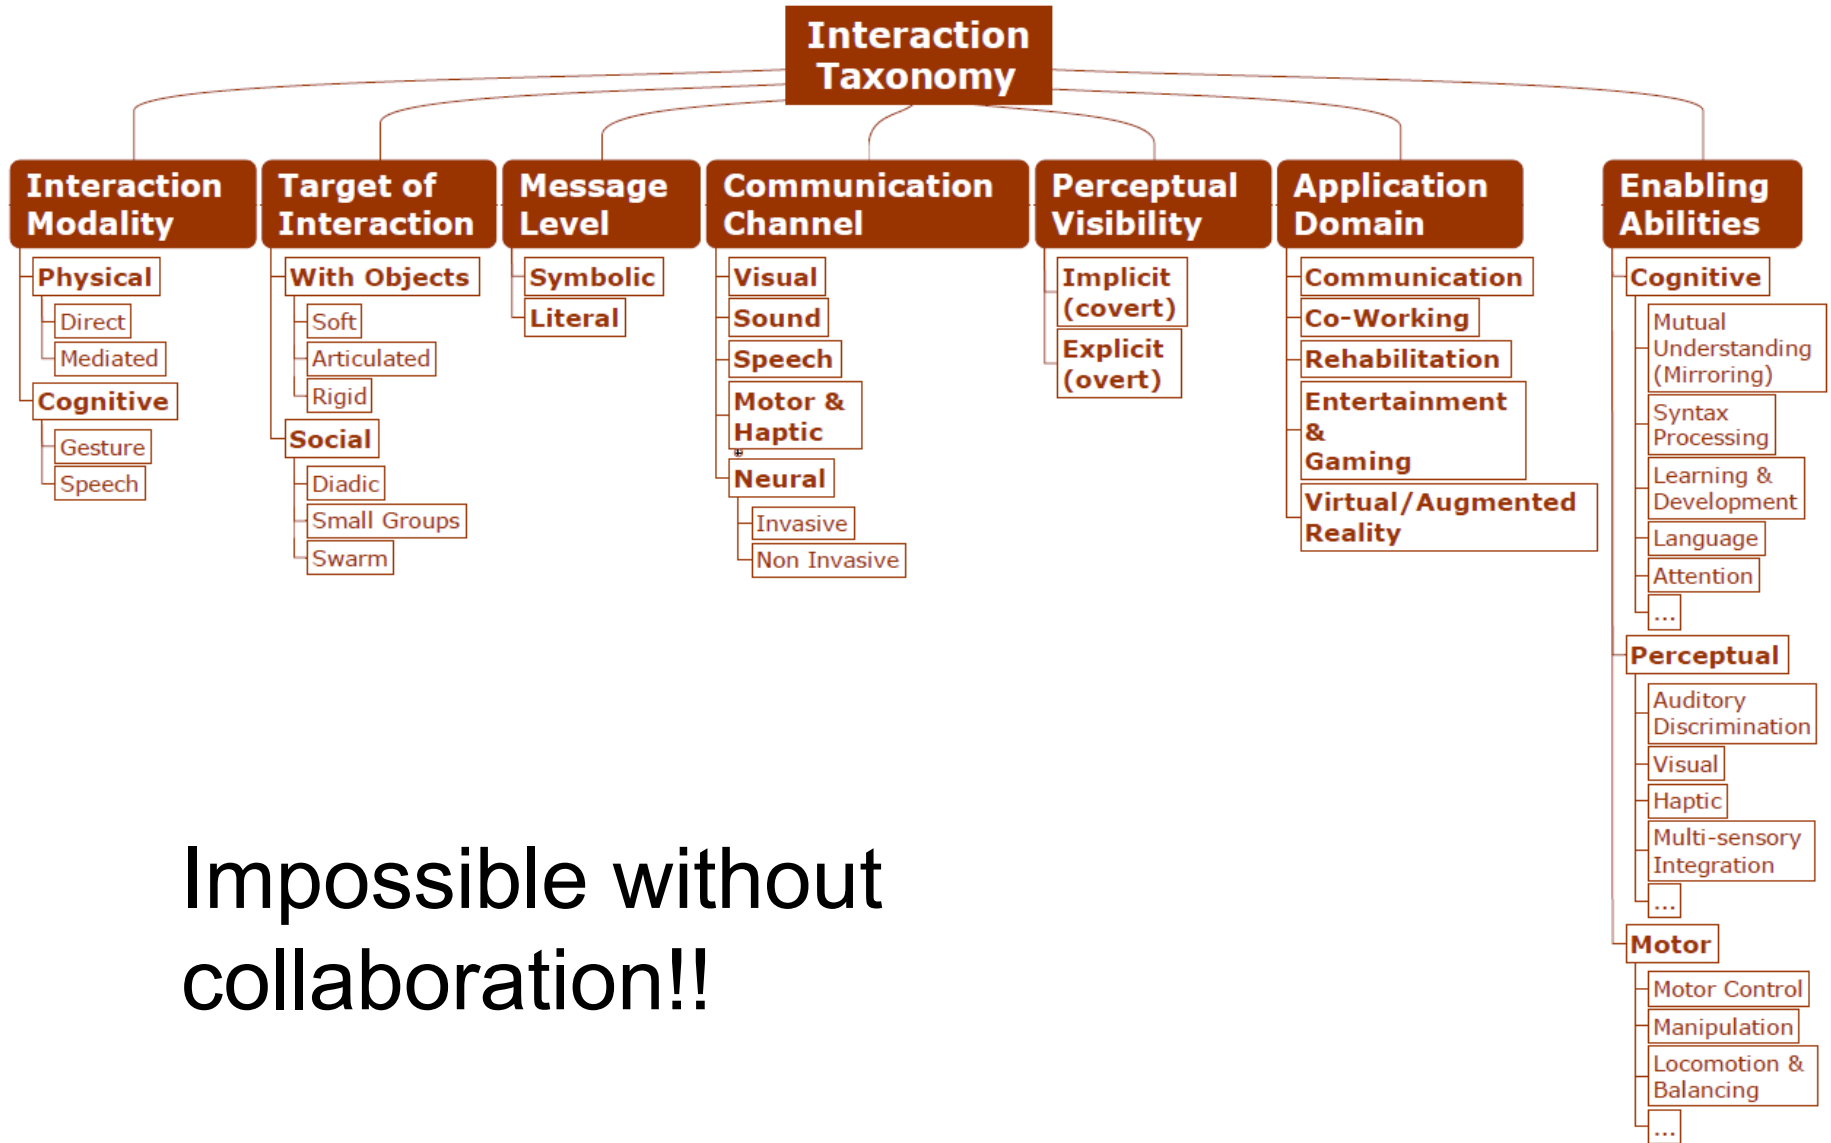 Interaction
Taxonomy
Interaction
Modality
Physical
Direct
Mediated
Cognitive
Gesture
Speech
Target of
Interaction
With Objects
Soft
Articulated
Rigid
Social
Diadic
Small Groups
Swarm
Message
Level
Symbolic
Literal
Communication
Channel
Visual
Sound
Speech
Motor &
Haptic
Neural
Invasive
Non Invasive
Perceptual
Visibility
Implicit
(covert)
Explicit
(overt)
Application
Domain
Communication
Co-Working
Rehabilitation
Entertainment
&
Gaming
Virtual/Augmented
Reality
Enabling
Abilities
Cognitive
Mutual
Understanding
(Mirroring)
Syntax
Processing
Learning &
Development
Language
Attention
...
Perceptual
Auditory
Discrimination
Visual
Haptic
Multi-sensory
Integration
...
Motor
Motor Control
Manipulation
Locomotion &
Balancing
...
Impossible without
collaboration!!